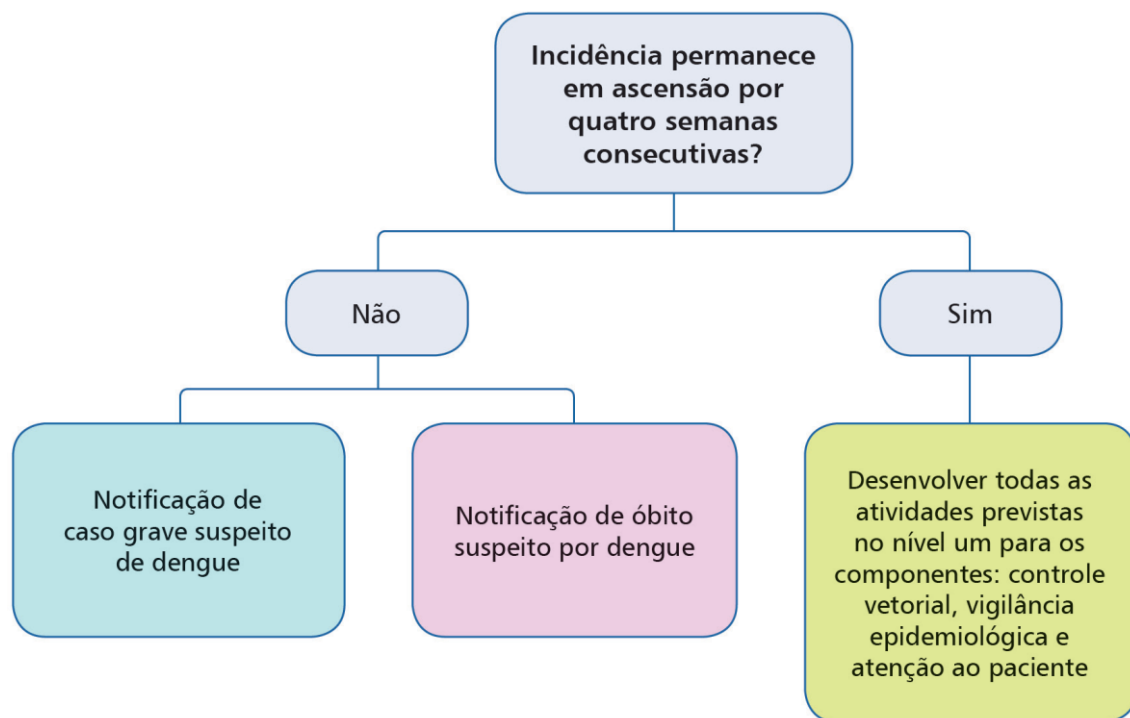 Incidência permanece
em ascensão por
quatro semanas
consecutivas?
Não
Sim
Notificação de
caso grave suspeito
de dengue
Notificação de óbito
suspeito por dengue
Desenvolver todas as
atividades previstas
no nível um para os
componentes: controle
vetorial, vigilância
epidemiológica e
atenção ao paciente